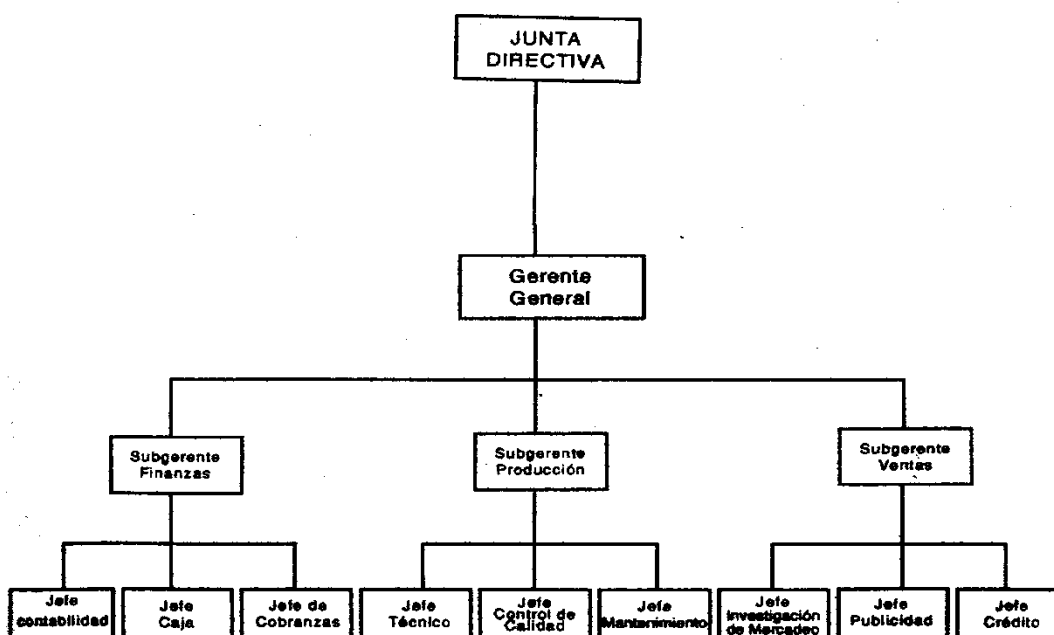 JUNTA
DIRECTIVA
Gerente
General
Subgerente
Finanzas
Subgerente
Producción
Subgerente
Ventas
Jefe
contabilidad
Jefe
Caja
Jefe de
Cobranzas
Jefe
Técnico
Jefe
Control de
Calidad
Jefe
Mantenimiento
Jefe
Investigación
de Mercadeo
Jefe
Publicidad
Jefe
Crédito